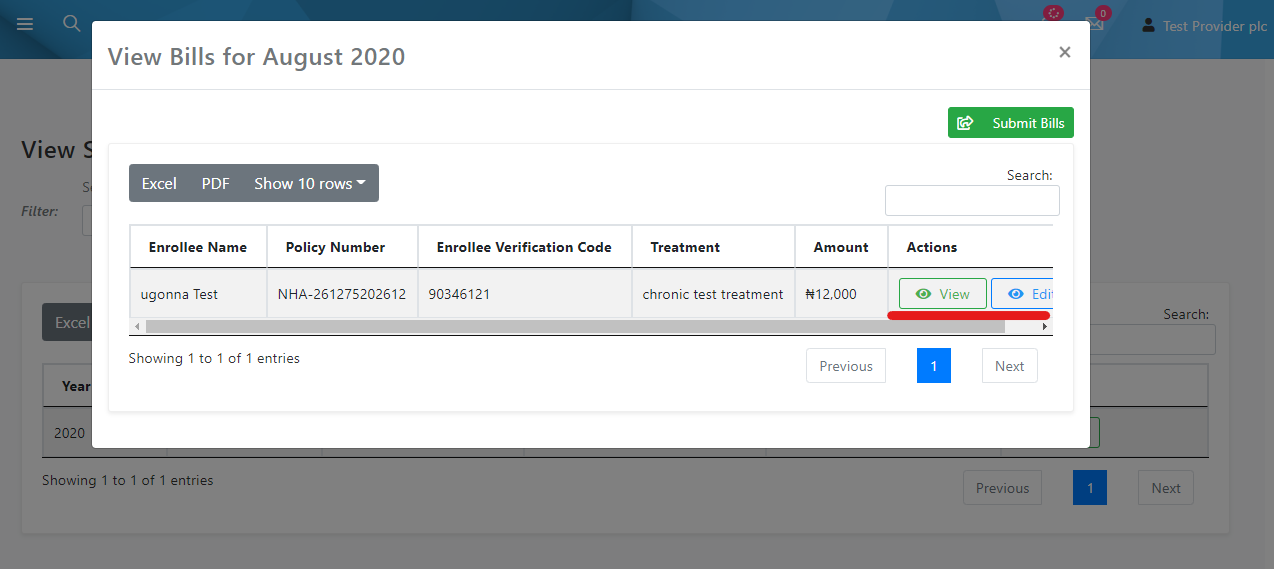 0
Test Provider plc
View Bills for August 2020
×
Submit Bills
View S
Filter:
Excel PDF Show 10 rows
Search:
Enrollee Name Policy Number Enrollee Verification Code Treatment Amount Actions
ugonna Test NHA-261275202612 90346121 chronic test treatment ₦12,000 View Edit
Showing 1 to 1 of 1 entries
Previous 1 Next
Excel
Search:
Year
2020
Showing 1 to 1 of 1 entries
Previous 1 Next